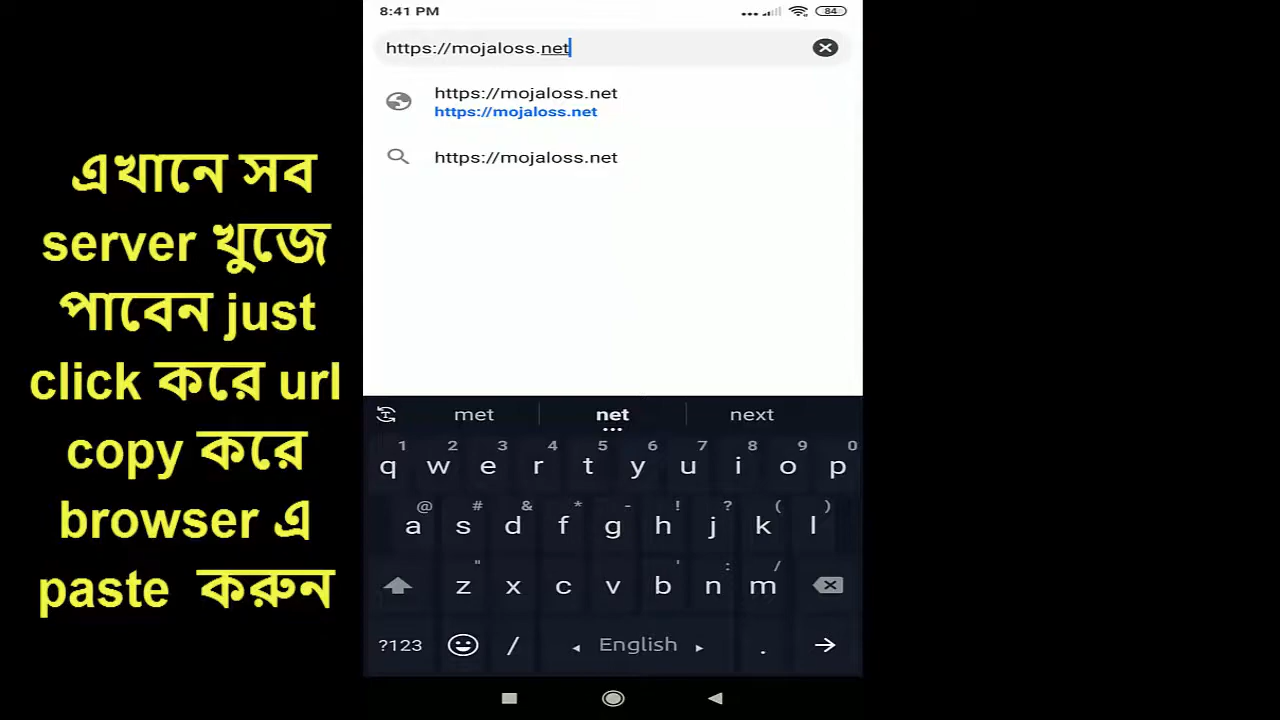 8:41 PM
84
https://mojaloss.net
https://mojaloss.net
https://mojaloss.net
https://mojaloss.net
এখানে সব
server খুজে
পাবেন just
click করে url
copy করে
browser এ
paste করুন
met net next
1 2 3 4 5 6 7 8 9 0
q w e r t y u i o p
@ # & * - ! ? ( )
a s d f g h j k l
" ' : /
z x c v b n m
?123 / English .